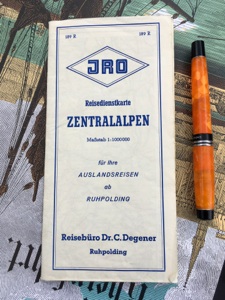 189 R 189 R
JRO
Reisedienstkarte
ZENTRALALPEN
Maßstab 1:1000000
für Ihre
AUSLANDSREISEN
ab
RUHPOLDING
Reisebüro Dr. C. Degener
Ruhpolding